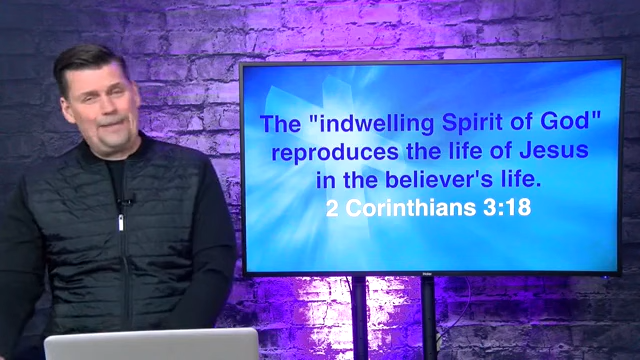 The "indwelling Spirit of God"
reproduces the life of Jesus
in the believer's life.
2 Corinthians 3:18